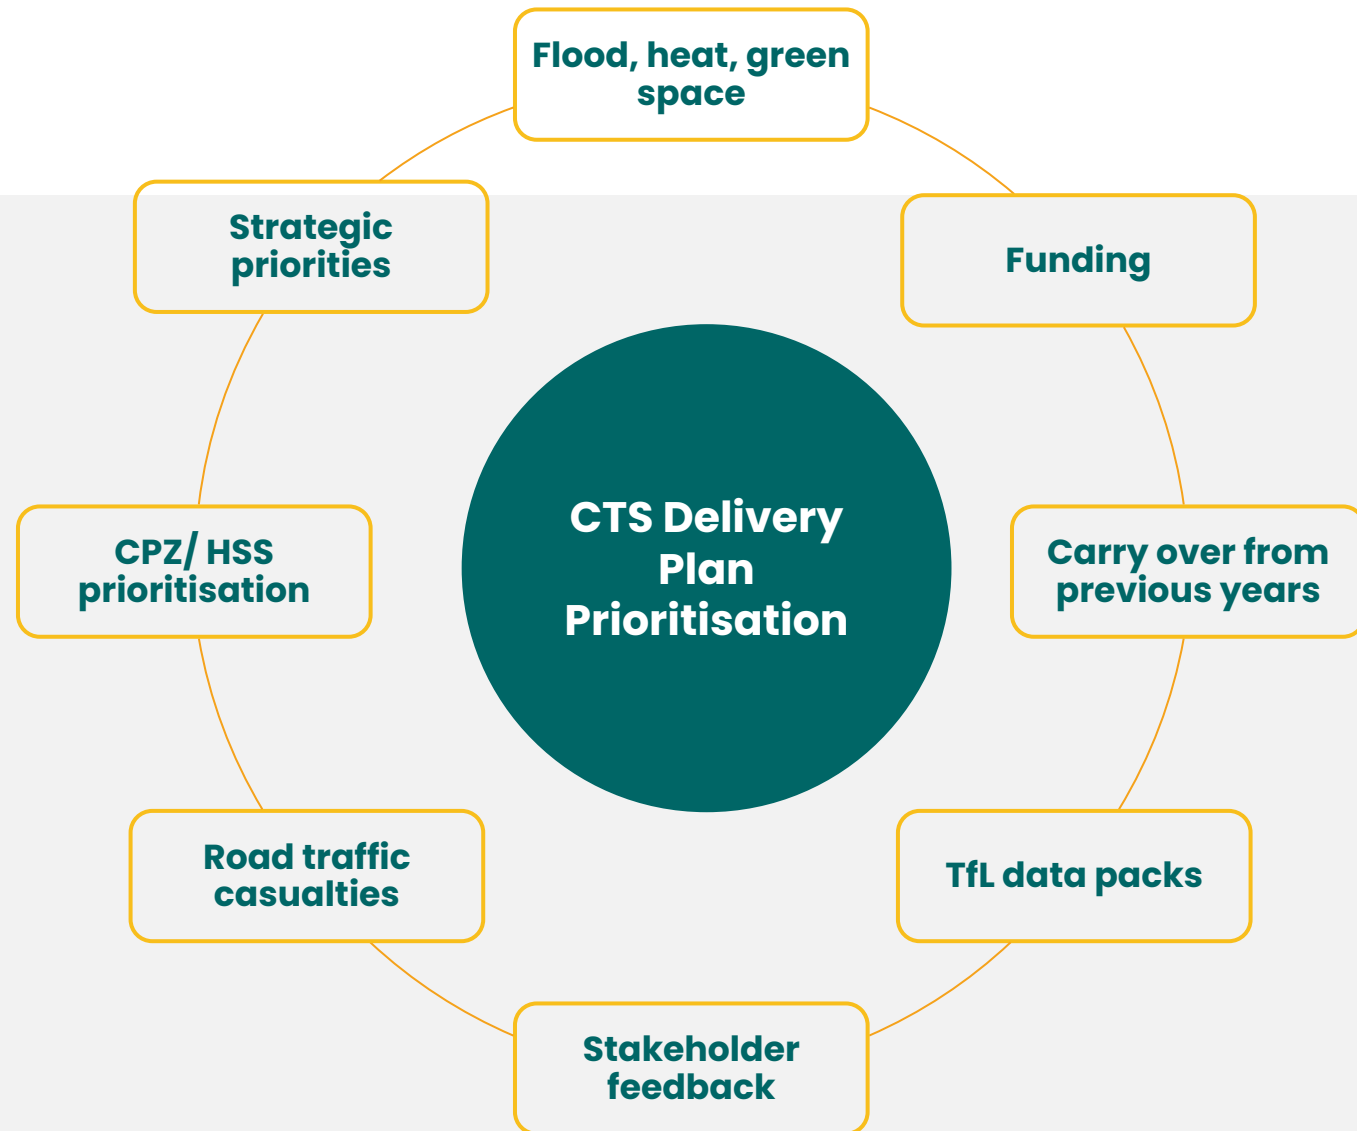 Flood, heat, green
space
Strategic
priorities
Funding
CTS Delivery
Plan
Prioritisation
CPZ/ HSS
prioritisation
Carry over from
previous years
Road traffic
casualties
TfL data packs
Stakeholder
feedback